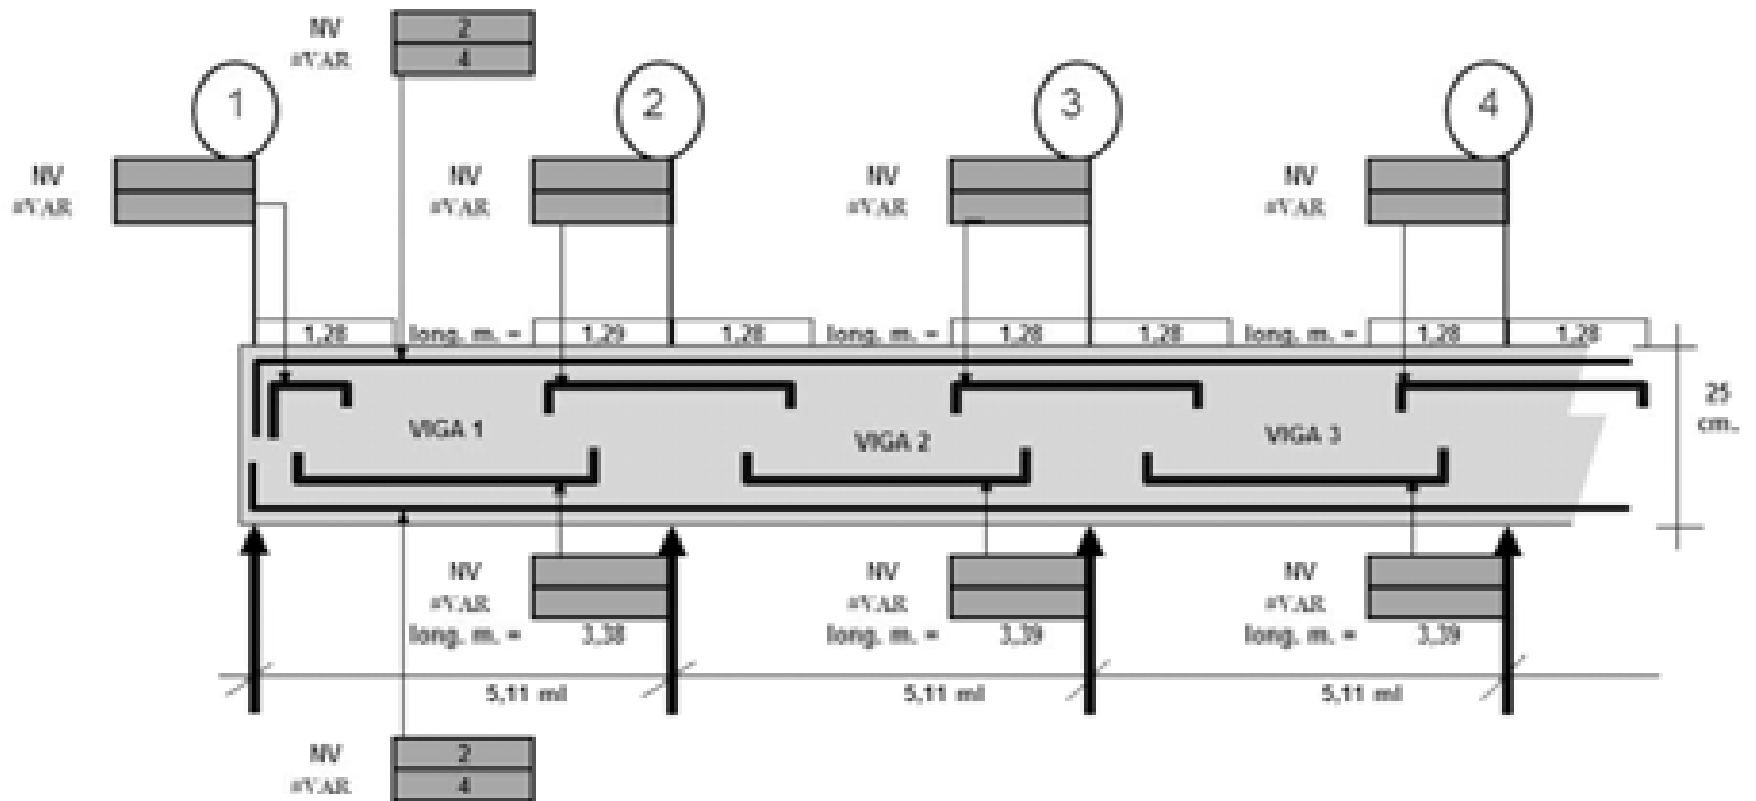 NV 2
#VAR 4
1 2 3 4
NV NV NV NV
#VAR #VAR #VAR #VAR
1,28 long. m. = 1,29 1,28 long. m. = 1,28 1,28 long. m. = 1,28 1,28
VIGA 1 VIGA 2 VIGA 3
25
cm.
NV NV NV
#VAR #VAR #VAR
long. m. = 3,38 long. m. = 3,39 long. m. = 3,39
5,11 ml 5,11 ml 5,11 ml
NV 2
#VAR 4